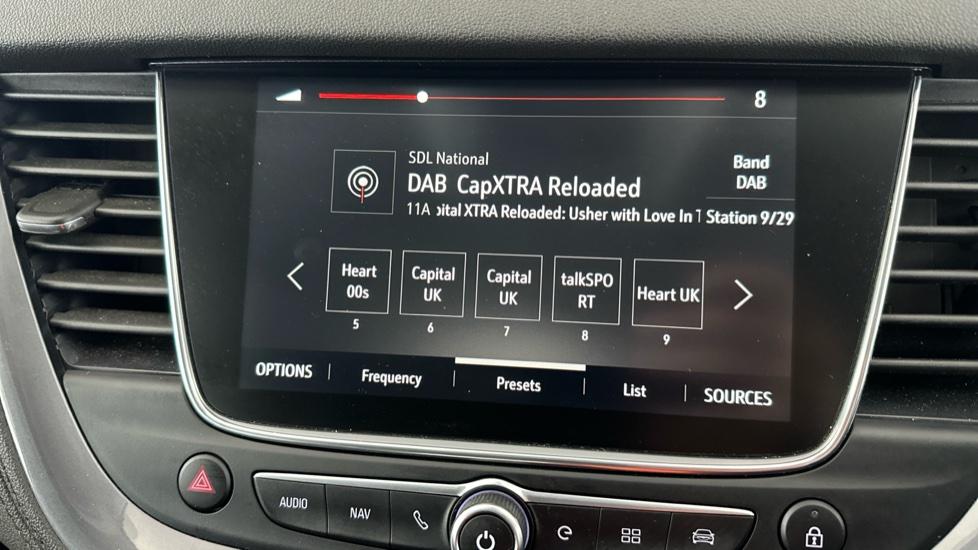 8
SDL National
DAB CapXTRA Reloaded
11A ɔital XTRA Reloaded: Usher with Love In T
Band
DAB
Station 9/29
Heart
00s
5
Capital
UK
6
Capital
UK
7
talkSPO
RT
8
Heart UK
9
OPTIONS
Frequency
Presets
List
SOURCES
AUDIO
NAV